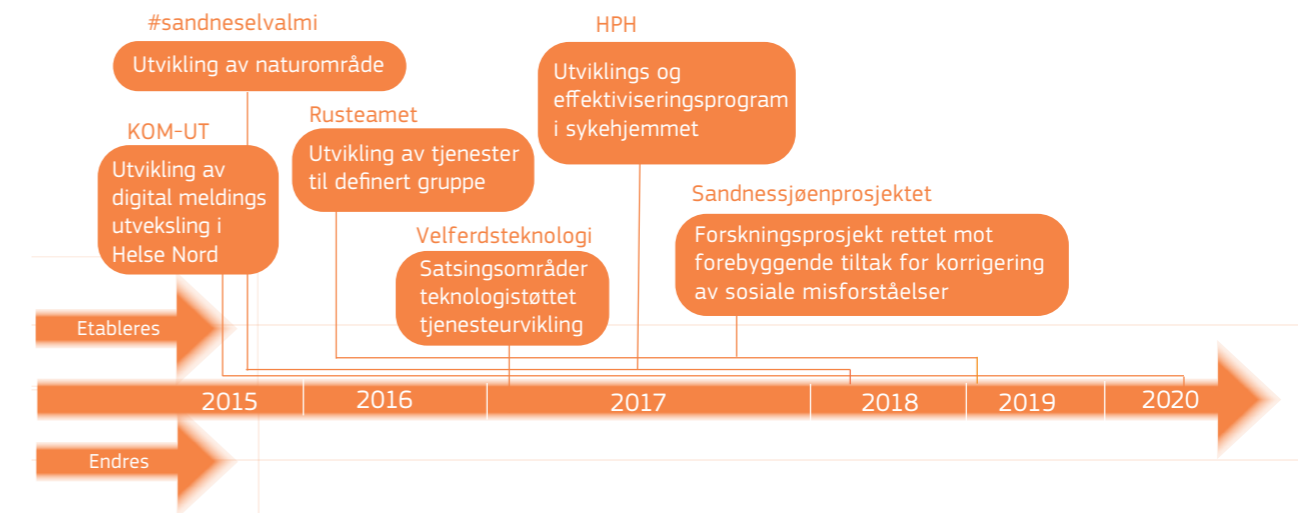 #sandneselvalmi
Utvikling av naturområde
KOM-UT
Utvikling av
digital meldings
utveksling i
Helse Nord
Rusteamet
Utvikling av tjenester
til definert gruppe
HPH
Utviklings og
effektiviseringsprogram
i sykehjemmet
Velferdsteknologi
Satsingsområder
teknologistøttet
tjenesteurvikling
Sandnessjøenprosjektet
Forskningsprosjekt rettet mot
forebyggende tiltak for korrigering
av sosiale misforståelser
Etableres
2015 2016 2017 2018 2019 2020
Endres